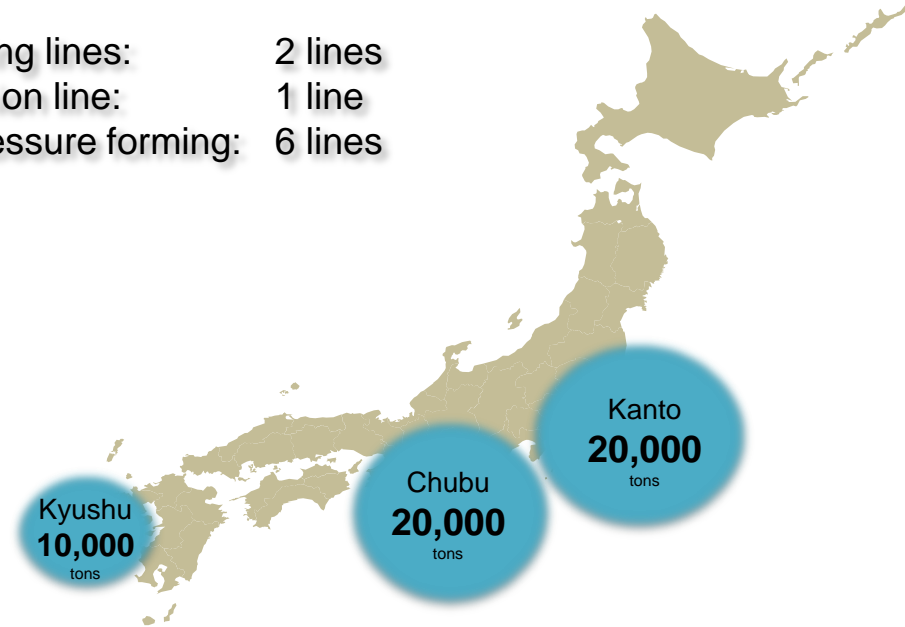 ng lines: 2 lines
on line: 1 line
essure forming: 6 lines
Kanto
20,000
tons
Chubu
20,000
tons
Kyushu
10,000
tons